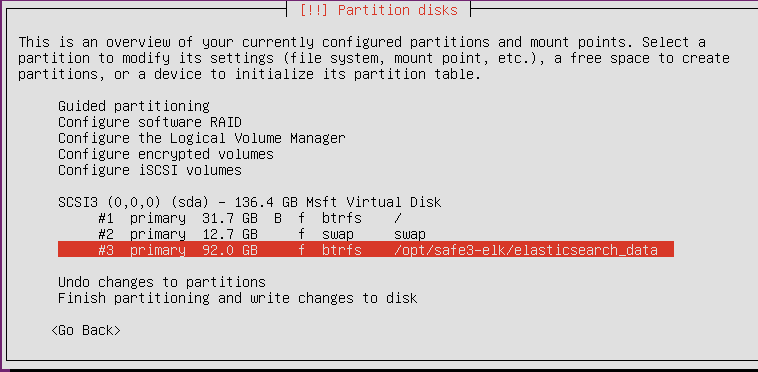 [!!] Partition disks
This is an overview of your currently configured partitions and mount points. Select a
partition to modify its settings (file system, mount point, etc.), a free space to create
partitions, or a device to initialize its partition table.
Guided partitioning
Configure software RAID
Configure the Logical Volume Manager
Configure encrypted volumes
Configure iSCSI volumes
SCSI3 (0,0,0) (sda) - 136.4 GB Msft Virtual Disk
#1 primary 31.7 GB B f btrfs /
#2 primary 12.7 GB f swap swap
#3 primary 92.0 GB f btrfs /opt/safe3-elk/elasticsearch_data
Undo changes to partitions
Finish partitioning and write changes to disk
<Go Back>